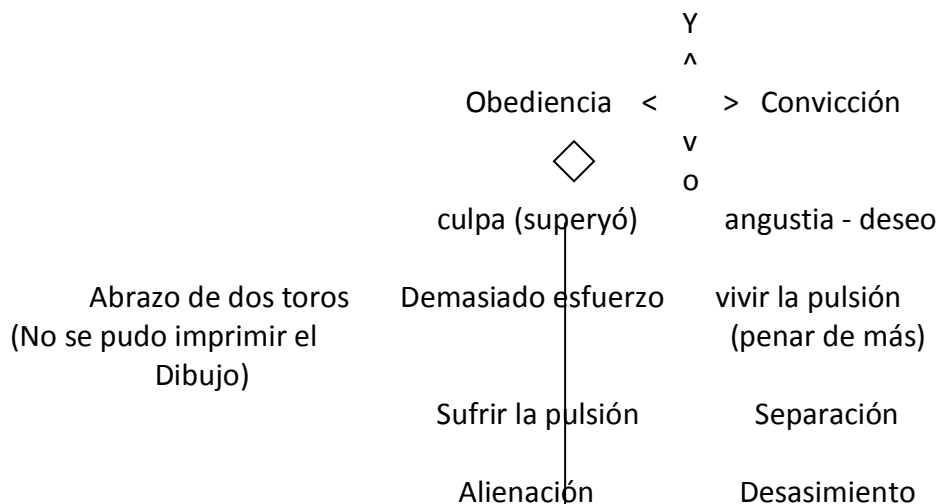 Y
^
Obediencia < > Convicción
v
o
culpa (superyó) angustia - deseo
Abrazo de dos toros Demasiado esfuerzo vivir la pulsión
(No se pudo imprimir el (penar de más)
Dibujo)
Sufrir la pulsión Separación
Alienación Desasimiento